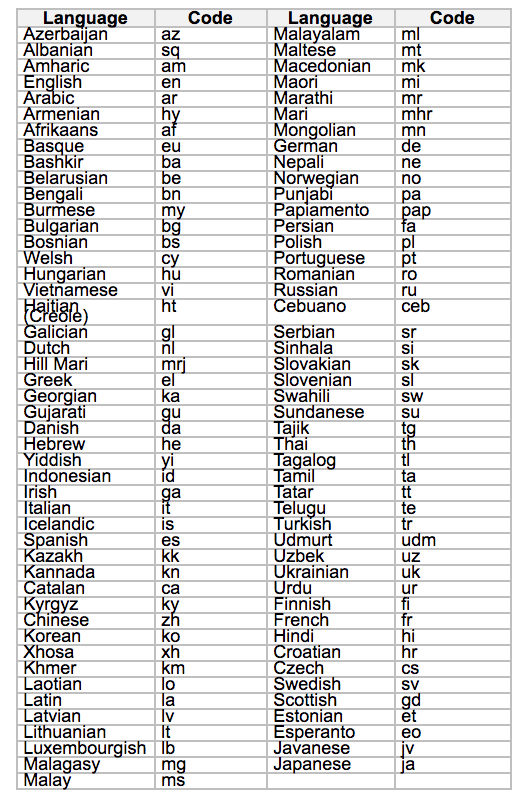 Language Code Language Code
Azerbaijan az Malayalam ml
Albanian sq Maltese mt
Amharic am Macedonian mk
English en Maori mi
Arabic ar Marathi mr
Armenian hy Mari mhr
Afrikaans af Mongolian mn
Basque eu German de
Bashkir ba Nepali ne
Belarusian be Norwegian no
Bengali bn Punjabi pa
Burmese my Papiamento pap
Bulgarian bg Persian fa
Bosnian bs Polish pl
Welsh cy Portuguese pt
Hungarian hu Romanian ro
Vietnamese vi Russian ru
Haitian ht Cebuano ceb
(Creole)
Galician gl Serbian sr
Dutch nl Sinhala si
Hill Mari mrj Slovakian sk
Greek el Slovenian sl
Georgian ka Swahili sw
Gujarati gu Sundanese su
Danish da Tajik tg
Hebrew he Thai th
Yiddish yi Tagalog tl
Indonesian id Tamil ta
Irish ga Tatar tt
Italian it Telugu te
Icelandic is Turkish tr
Spanish es Udmurt udm
Kazakh kk Uzbek uz
Kannada kn Ukrainian uk
Catalan ca Urdu ur
Kyrgyz ky Finnish fi
Chinese zh French fr
Korean ko Hindi hi
Xhosa xh Croatian hr
Khmer km Czech cs
Laotian lo Swedish sv
Latin la Scottish gd
Latvian lv Estonian et
Lithuanian lt Esperanto eo
Luxembourgish lb Javanese jv
Malagasy mg Japanese ja
Malay ms